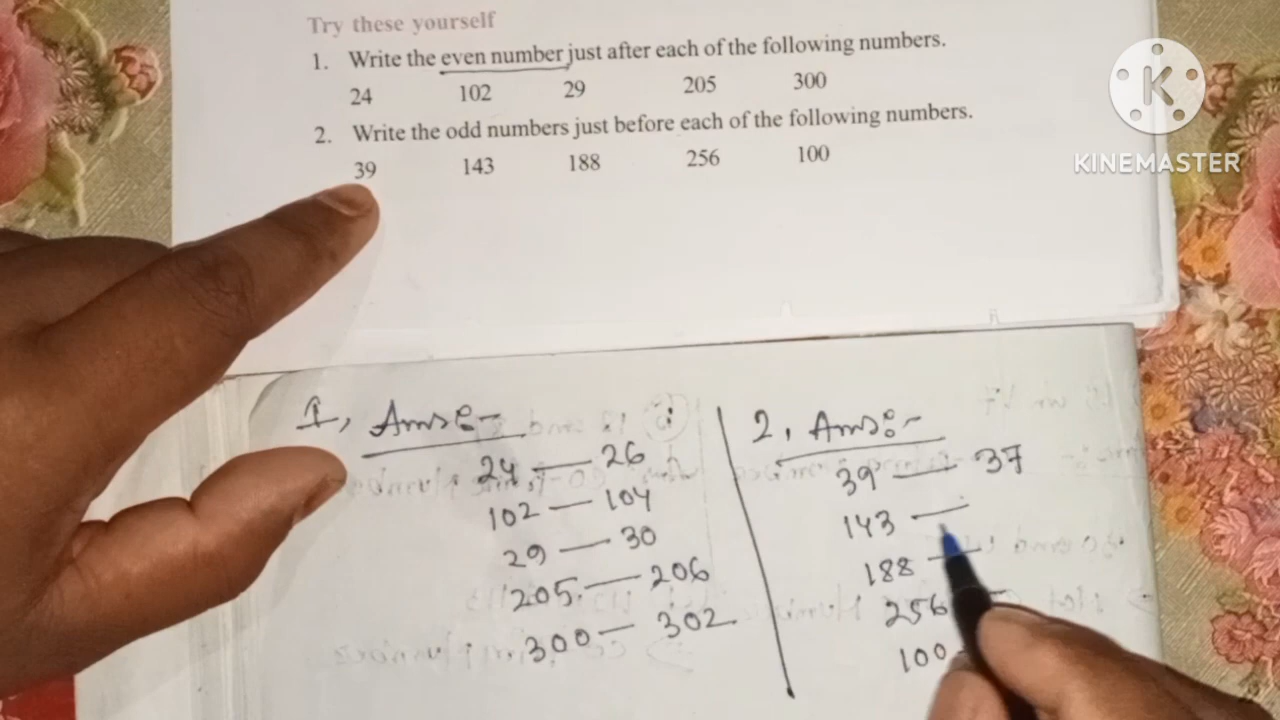 Try these yourself
1. Write the even number just after each of the following numbers.
24 102 29 205 300
2. Write the odd numbers just before each of the following numbers.
39 143 188 256 100
KINEMASTER
1, Ans:-
24 — 26
102 — 104
29 — 30
205 — 206
300 — 302
2, Ans:-
39 — 37
143 —
188 —
256 —
100 —